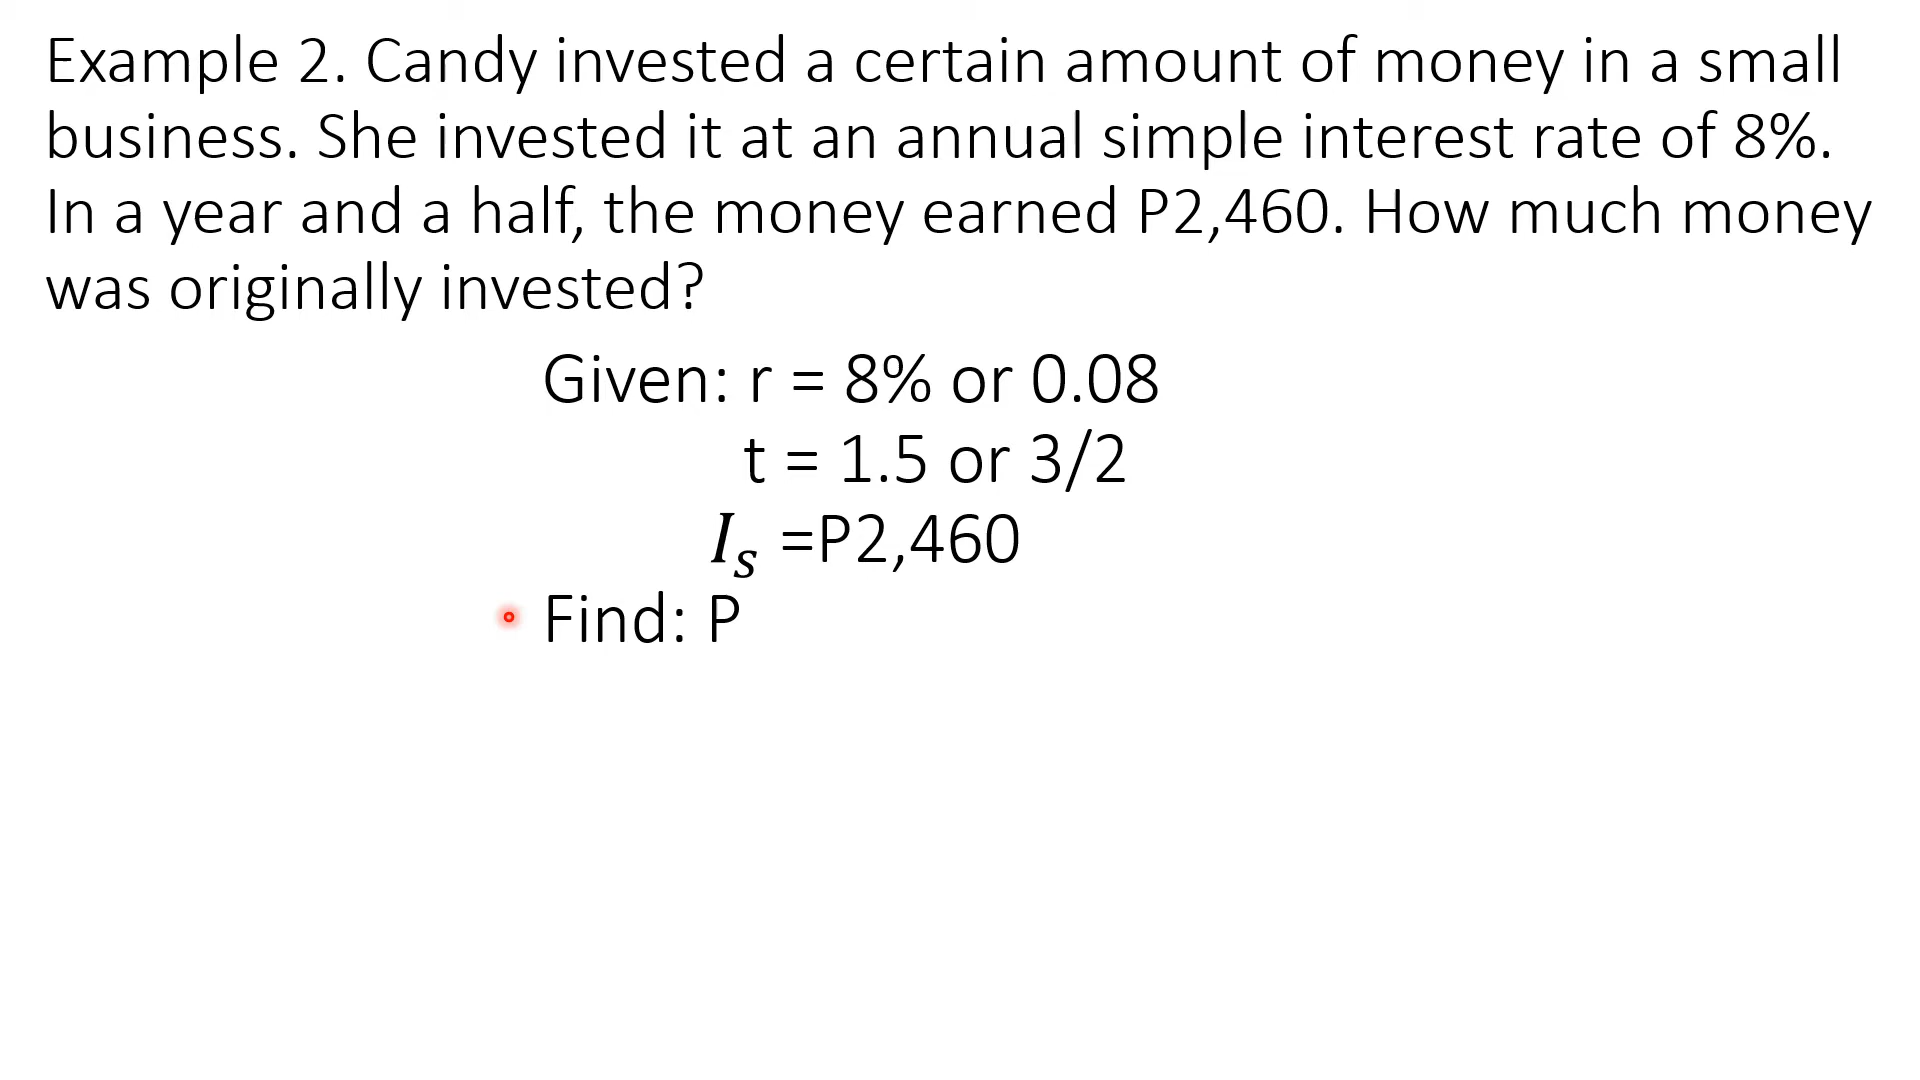 Example 2. Candy invested a certain amount of money in a small
business. She invested it at an annual simple interest rate of 8%.
In a year and a half, the money earned P2,460. How much money
was originally invested?
Given: r = 8% or 0.08
t = 1.5 or 3/2
Is =P2,460
Find: P